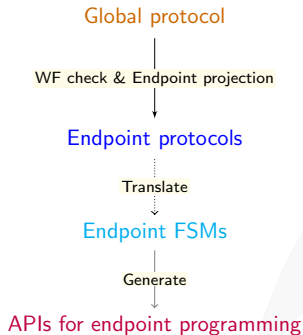 Global protocol
WF check & Endpoint projection
Endpoint protocols
Translate
Endpoint FSMs
Generate
APIs for endpoint programming